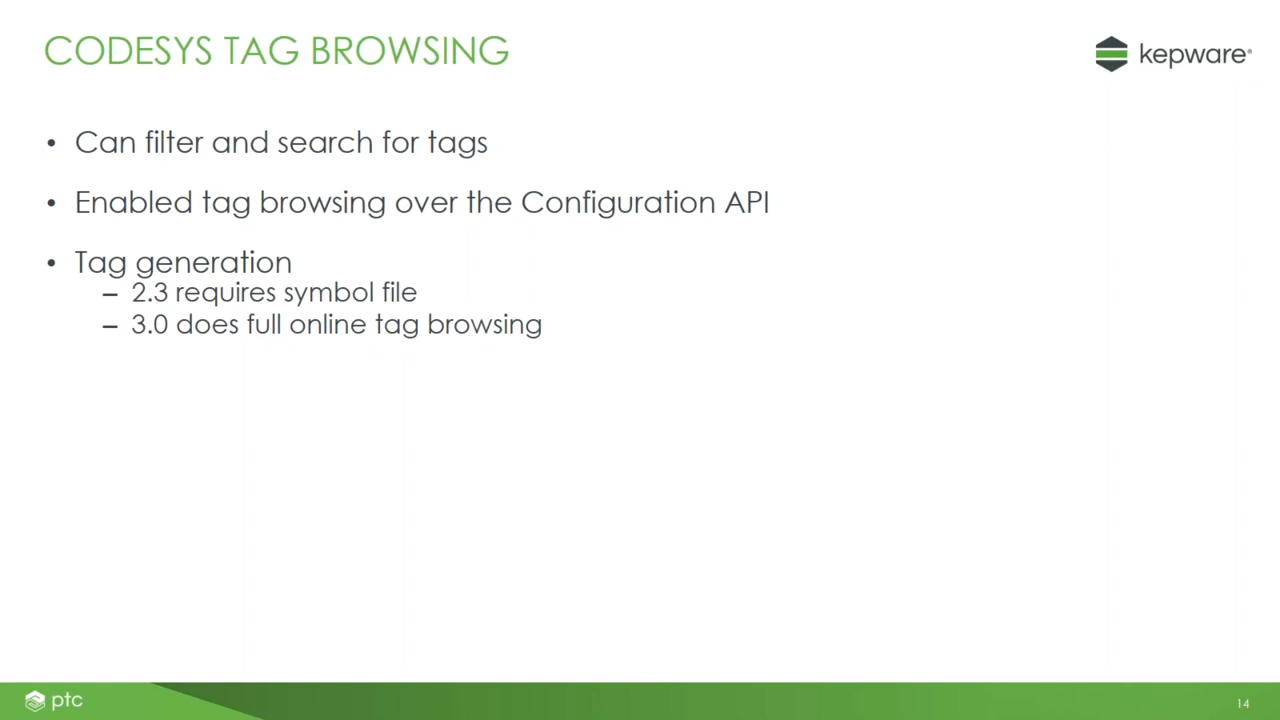 CODESYS TAG BROWSING
kepware®
• Can filter and search for tags
• Enabled tag browsing over the Configuration API
• Tag generation
– 2.3 requires symbol file
– 3.0 does full online tag browsing
ptc
14